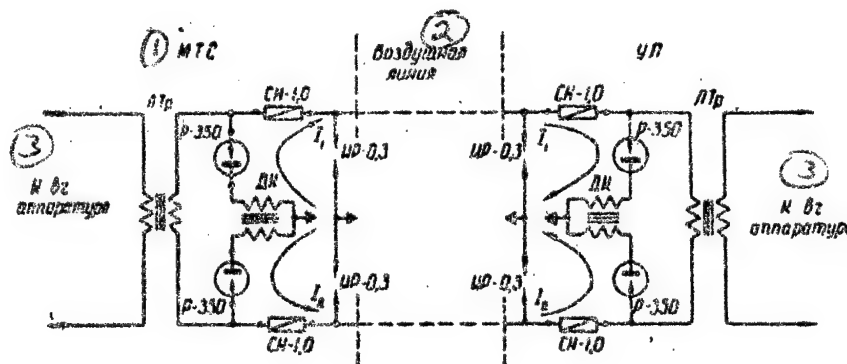 ① МТС
② Воздушная
линия
УП
ЛТр
СН-1,0
СН-1,0
ЛТр
Р-350
I₁
ИР-0,3
ИР-0,3
I₁
Р-350
③
К вг
аппаратуре
ДК
ДК
③
К вг
аппаратуре
Р-350
I₂
ИР-0,3
ИР-0,3
I₂
Р-350
СН-1,0
СН-1,0